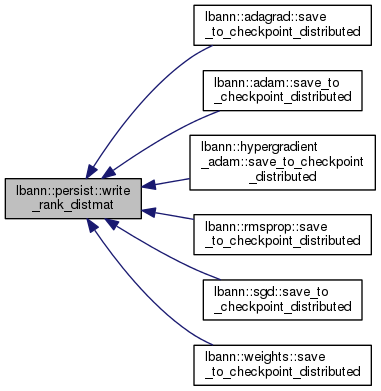 lbann::adagrad::save
_to_checkpoint_distributed
lbann::adam::save_to
_checkpoint_distributed
lbann::hypergradient
_adam::save_to_checkpoint
_distributed
lbann::persist::write
_rank_distmat
lbann::rmsprop::save
_to_checkpoint_distributed
lbann::sgd::save_to
_checkpoint_distributed
lbann::weights::save
_to_checkpoint_distributed